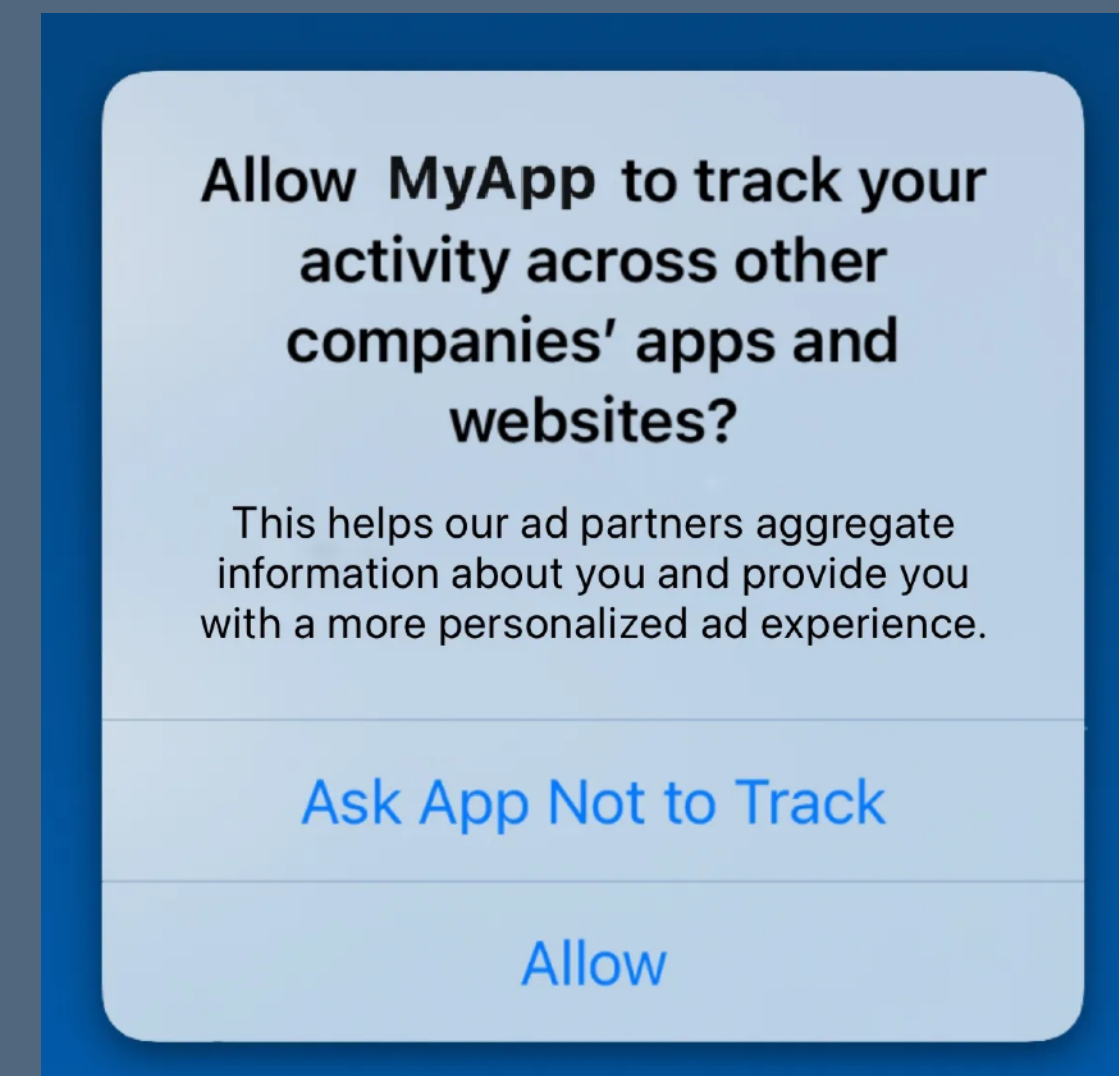 Allow MyApp to track your
activity across other
companies’ apps and
websites?
This helps our ad partners aggregate
information about you and provide you
with a more personalized ad experience.
Ask App Not to Track
Allow